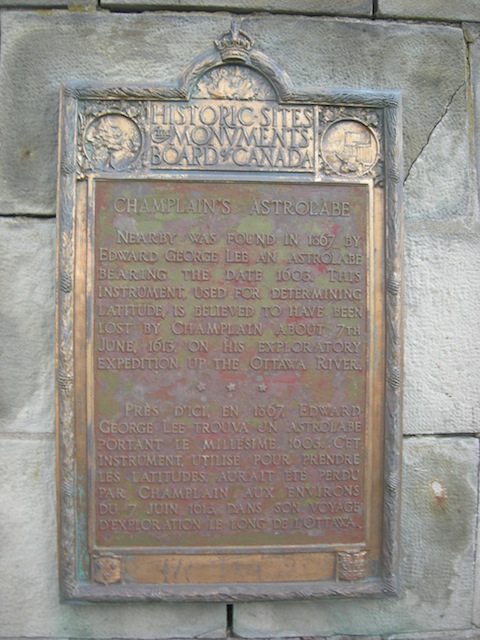 HISTORIC SITES
and MONVMENTS
BOARD of CANADA
CHAMPLAIN'S ASTROLABE
NEARBY WAS FOUND IN 1867, BY
EDWARD GEORGE LEE, AN ASTROLABE
BEARING THE DATE 1603. THIS
INSTRUMENT, USED FOR DETERMINING
LATITUDE, IS BELIEVED TO HAVE BEEN
LOST BY CHAMPLAIN ABOUT 7TH
JUNE, 1613, ON HIS EXPLORATORY
EXPEDITION UP THE OTTAWA RIVER.
PRÈS D'ICI, EN 1867, EDWARD
GEORGE LEE TROUVA UN ASTROLABE
PORTANT LE MILLÉSIME 1603. CET
INSTRUMENT, UTILISÉ POUR PRENDRE
LES LATITUDES, AURAIT ÉTÉ PERDU
PAR CHAMPLAIN AUX ENVIRONS
DU 7 JUIN 1613, DANS SON VOYAGE
D'EXPLORATION LE LONG DE L'OTTAWA.